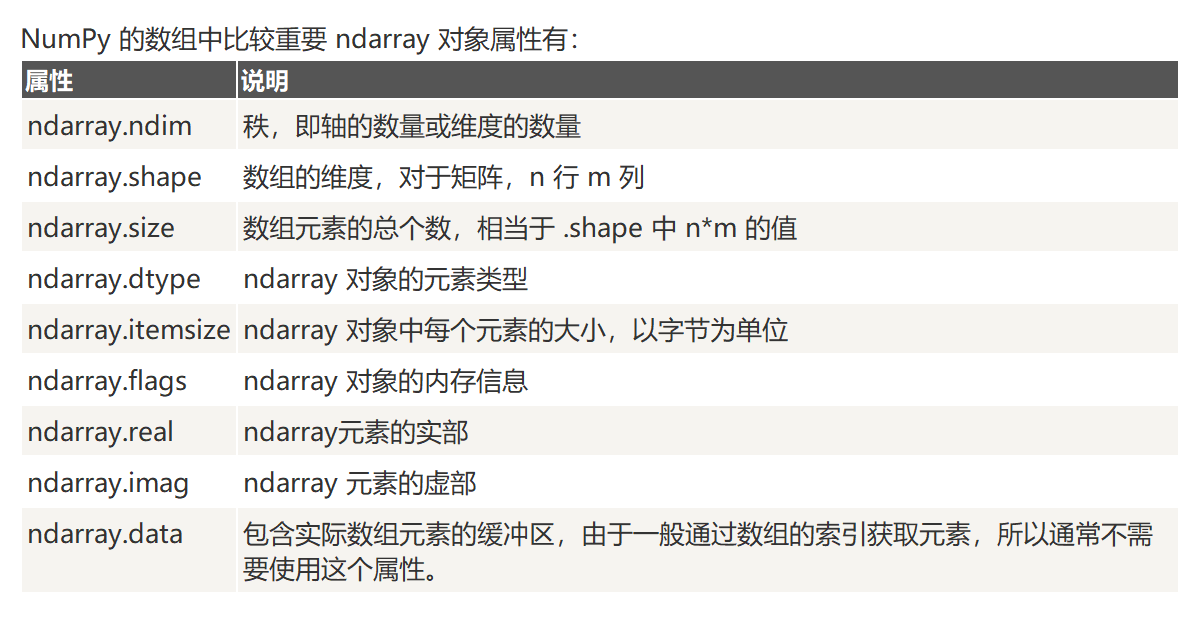 NumPy 的数组中比较重要 ndarray 对象属性有：
属性 说明
ndarray.ndim 秩，即轴的数量或维度的数量
ndarray.shape 数组的维度，对于矩阵，n 行 m 列
ndarray.size 数组元素的总个数，相当于 .shape 中 n*m 的值
ndarray.dtype ndarray 对象的元素类型
ndarray.itemsize ndarray 对象中每个元素的大小，以字节为单位
ndarray.flags ndarray 对象的内存信息
ndarray.real ndarray元素的实部
ndarray.imag ndarray 元素的虚部
ndarray.data 包含实际数组元素的缓冲区，由于一般通过数组的索引获取元素，所以通常不需
要使用这个属性。